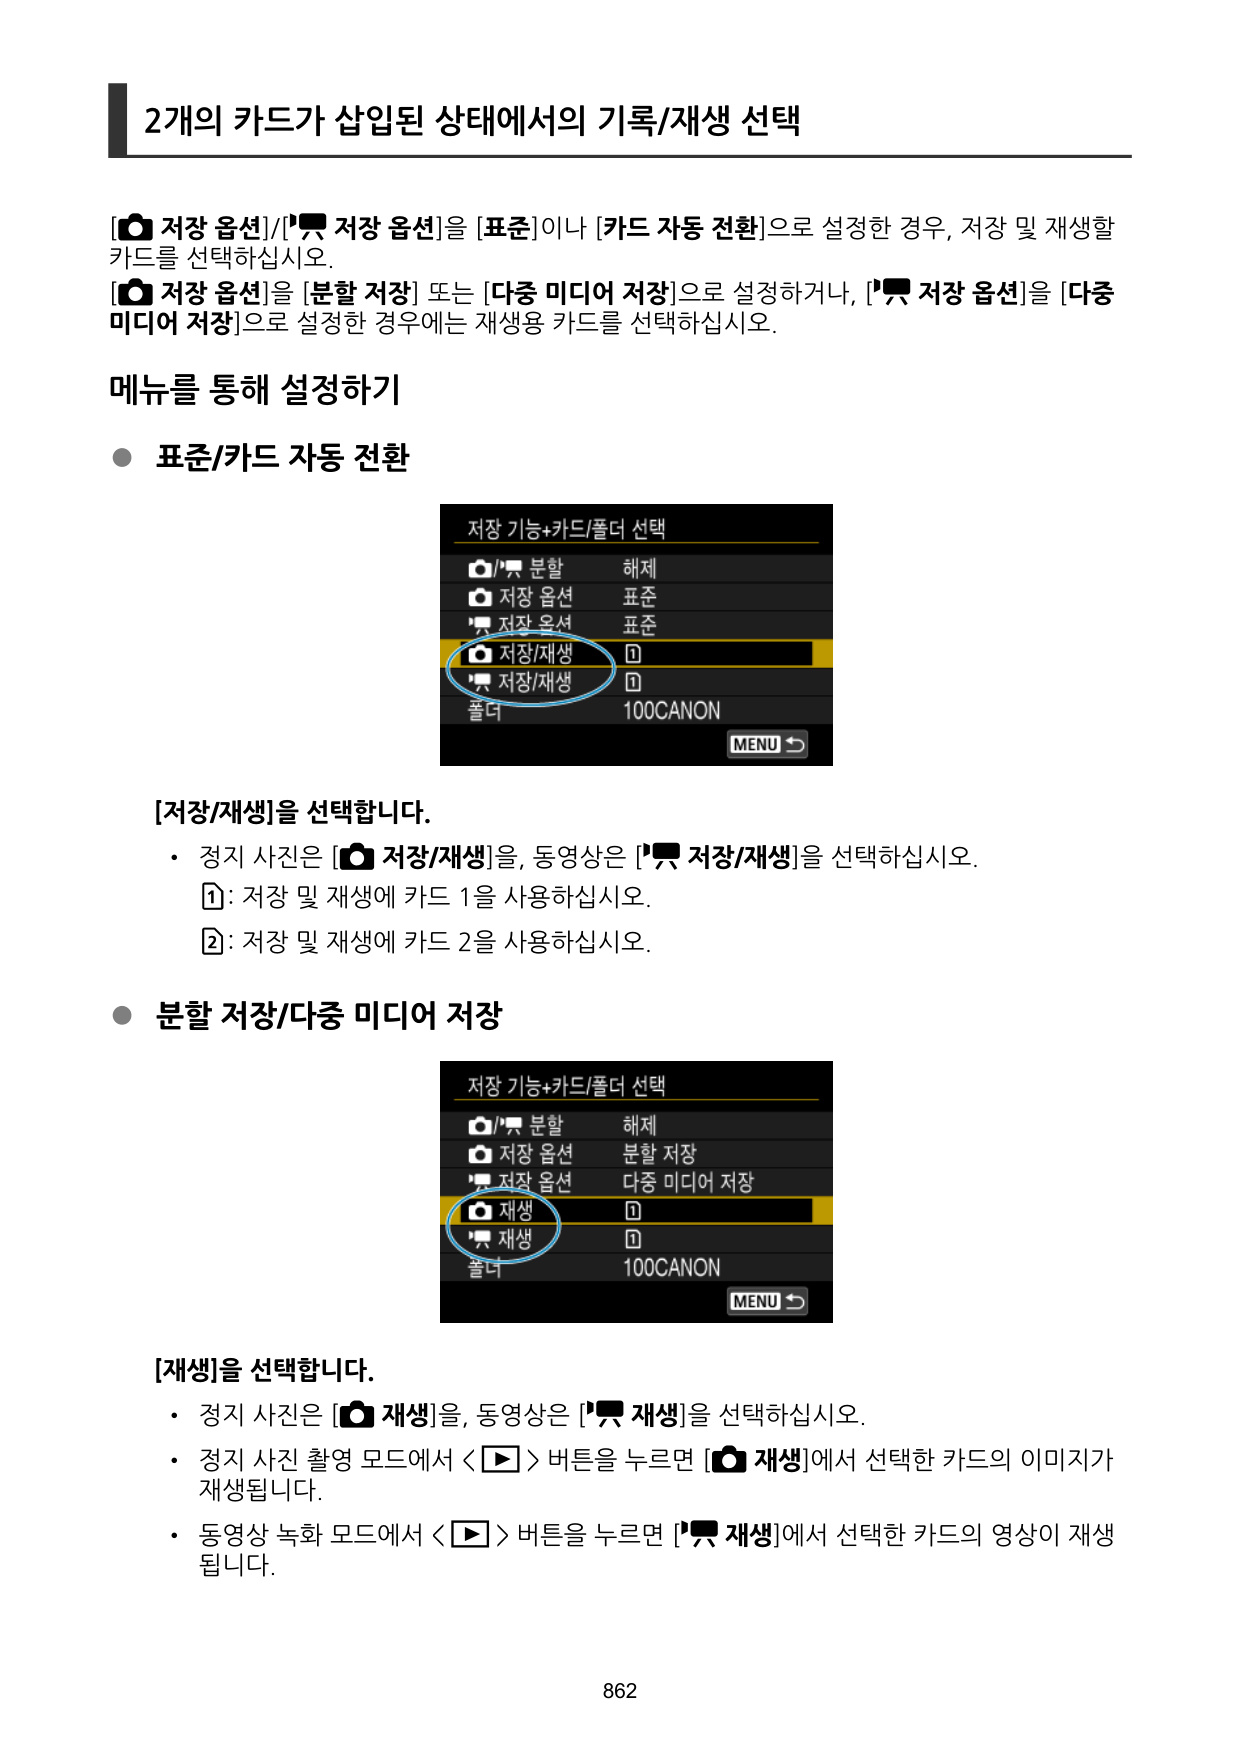 2개의 카드가 삽입된 상태에서의 기록/재생 선택
[저장 옵션]/[저장 옵션]을 [표준]이나 [카드 자동 전환]으로 설정한 경우, 저장 및 재생할
카드를 선택하십시오.
[저장 옵션]을 [분할 저장] 또는 [다중 미디어 저장]으로 설정하거나, [저장 옵션]을 [다중
미디어 저장]으로 설정한 경우에는 재생용 카드를 선택하십시오.
메뉴를 통해 설정하기
● 표준/카드 자동 전환
저장 기능+카드/폴더 선택
/ 분할 해제
저장 옵션 표준
저장 옵션 표준
저장/재생 1
저장/재생 1
폴더 100CANON
MENU
[저장/재생]을 선택합니다.
• 정지 사진은 [저장/재생]을, 동영상은 [저장/재생]을 선택하십시오.
1: 저장 및 재생에 카드 1을 사용하십시오.
2: 저장 및 재생에 카드 2을 사용하십시오.
● 분할 저장/다중 미디어 저장
저장 기능+카드/폴더 선택
/ 분할 해제
저장 옵션 분할 저장
저장 옵션 다중 미디어 저장
재생 1
재생 1
폴더 100CANON
MENU
[재생]을 선택합니다.
• 정지 사진은 [재생]을, 동영상은 [재생]을 선택하십시오.
• 정지 사진 촬영 모드에서 < ▶ > 버튼을 누르면 [재생]에서 선택한 카드의 이미지가
재생됩니다.
• 동영상 녹화 모드에서 < ▶ > 버튼을 누르면 [재생]에서 선택한 카드의 영상이 재생
됩니다.
862